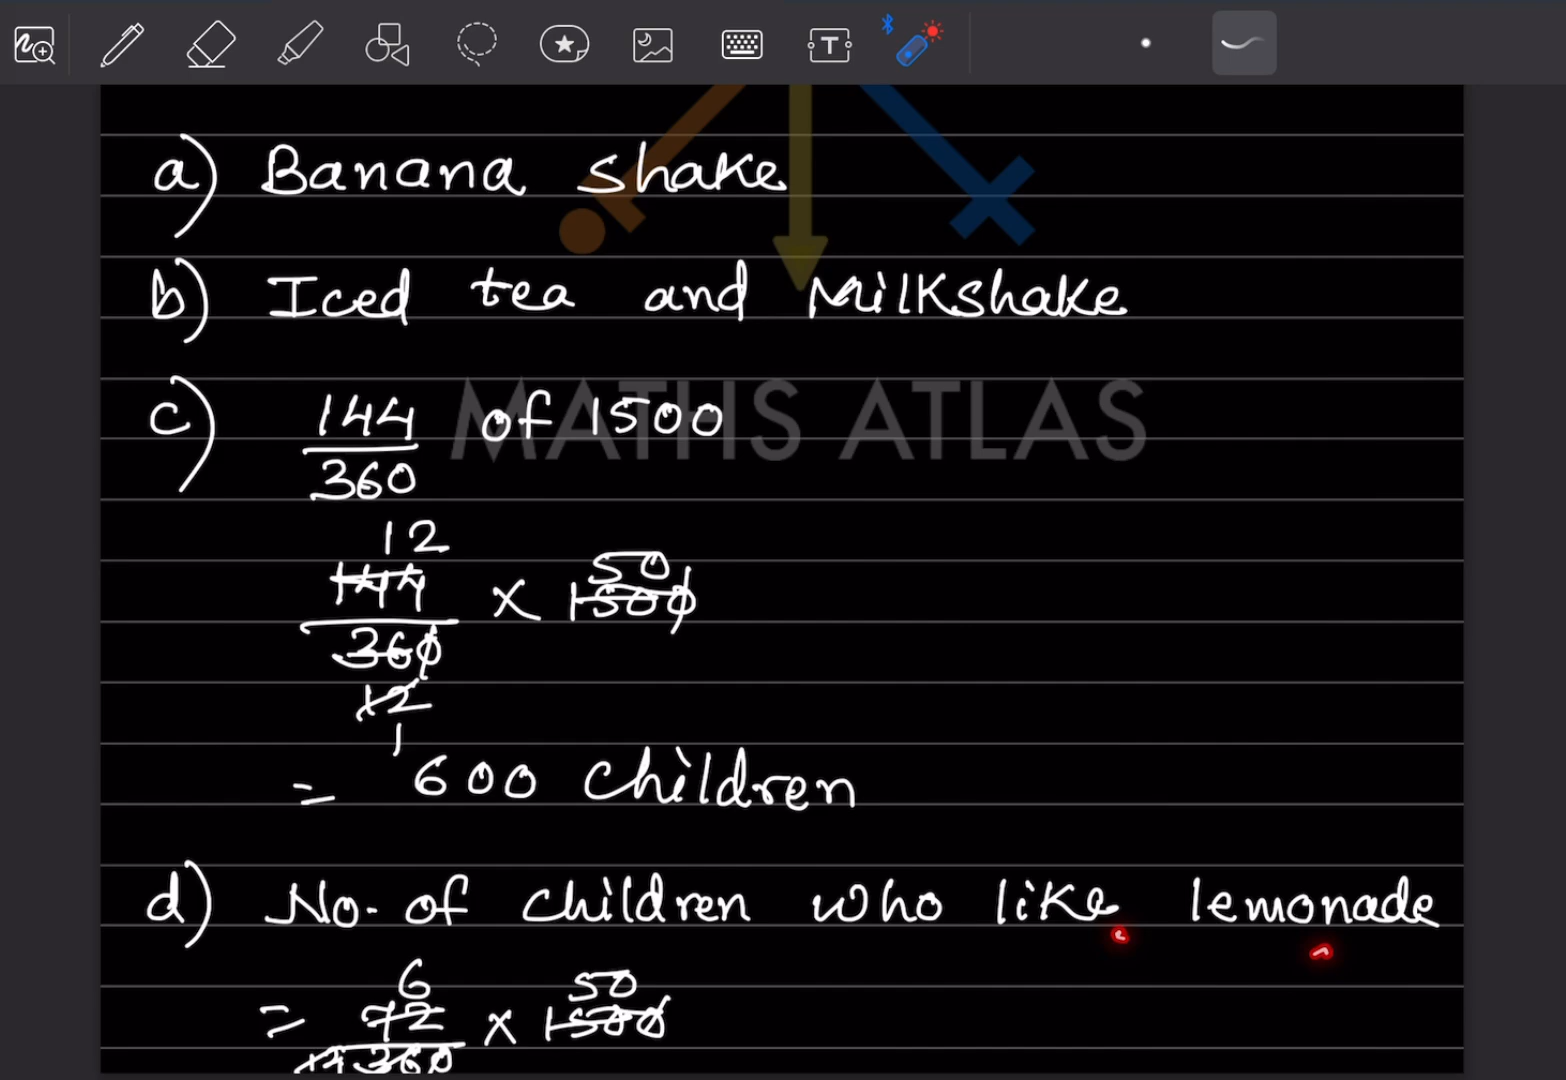 a) Banana shake
b) Iced tea and Milkshake
MATHS ATLAS
c) 144 of 1500
360
12
144 × 1500
50
360
12
1
= 600 children
d) No. of children who like lemonade
6 50
= 72 × 1500
360